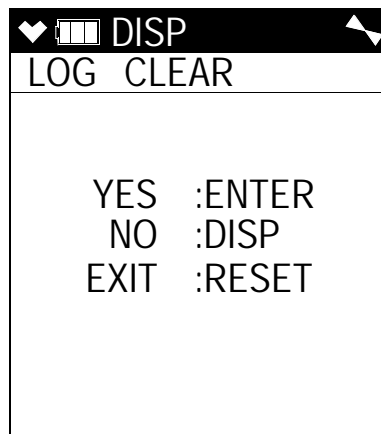 DISP
LOG CLEAR
YES :ENTER
NO :DISP
EXIT :RESET